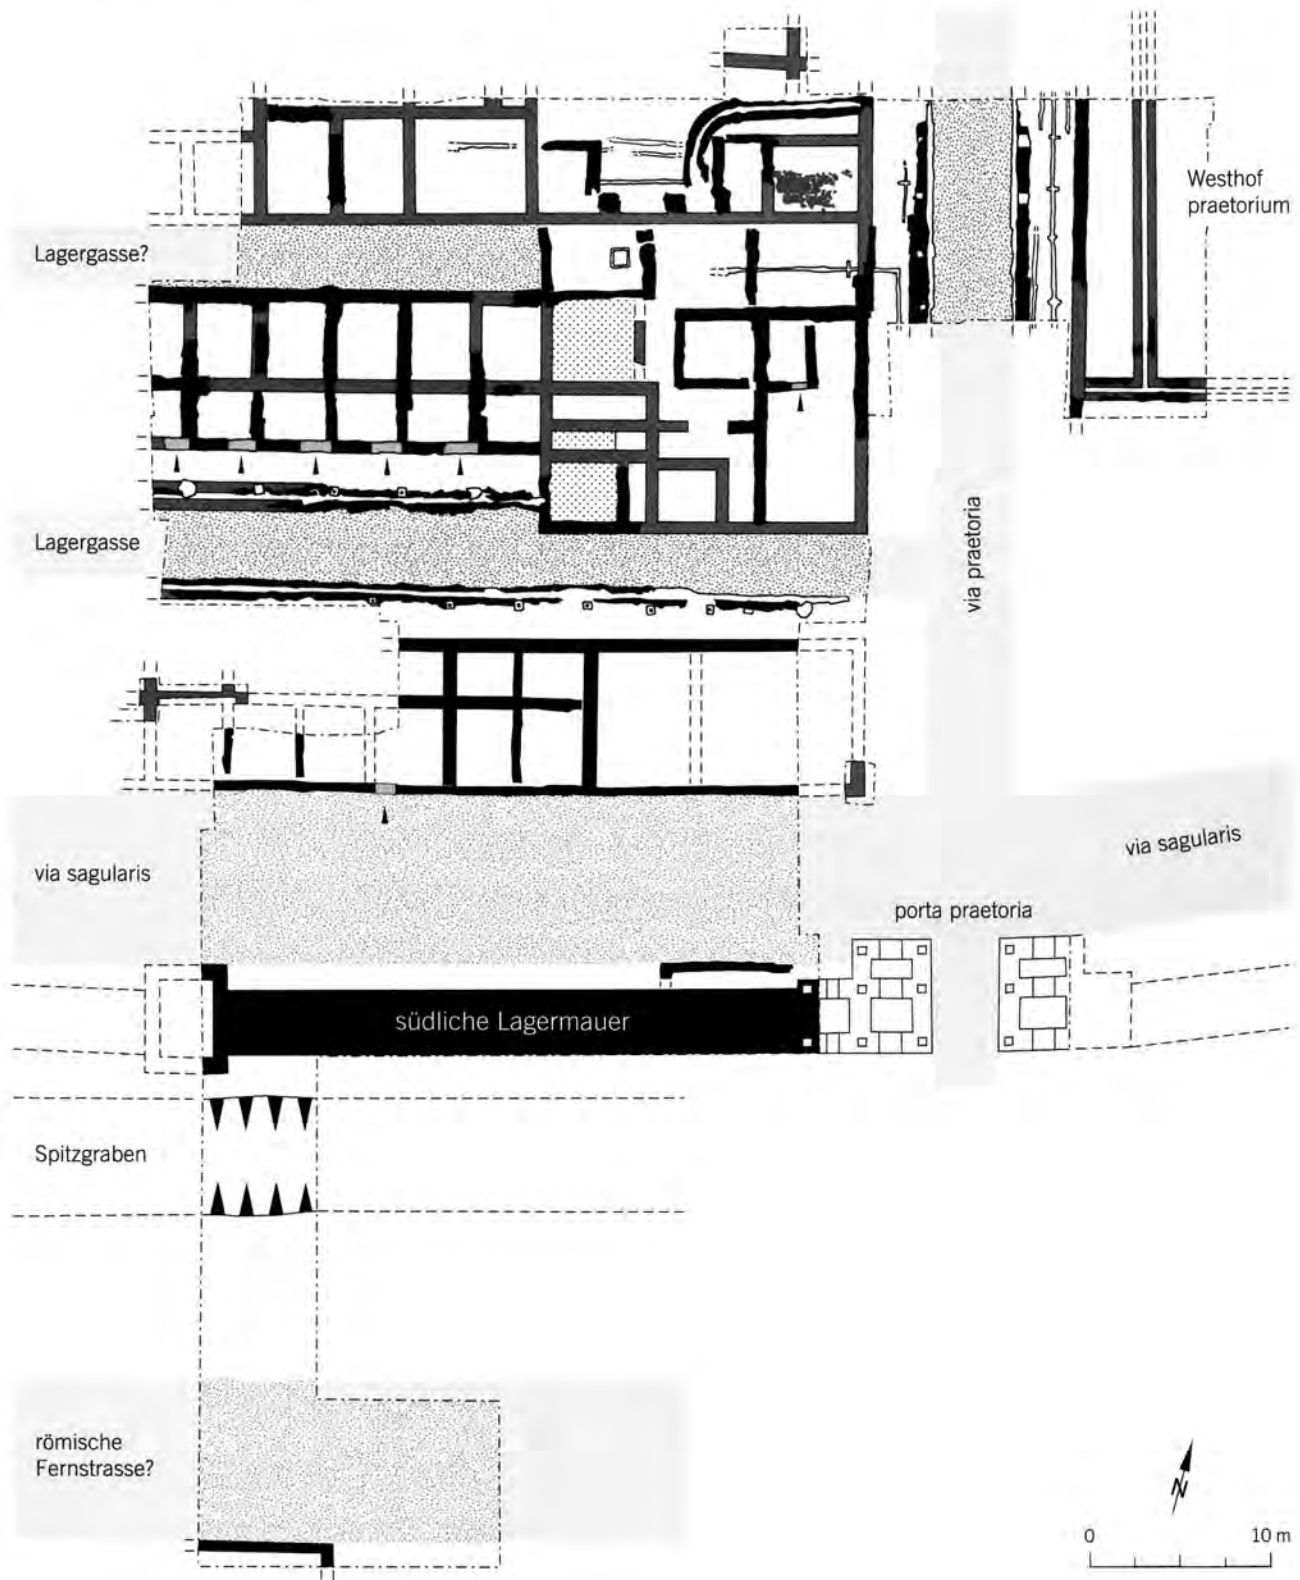 Westhof
praetorium
Lagergasse?
Lagergasse
via praetoria
via sagularis
via sagularis
porta praetoria
südliche Lagermauer
Spitzgraben
römische
Fernstrasse?
N
0 10 m